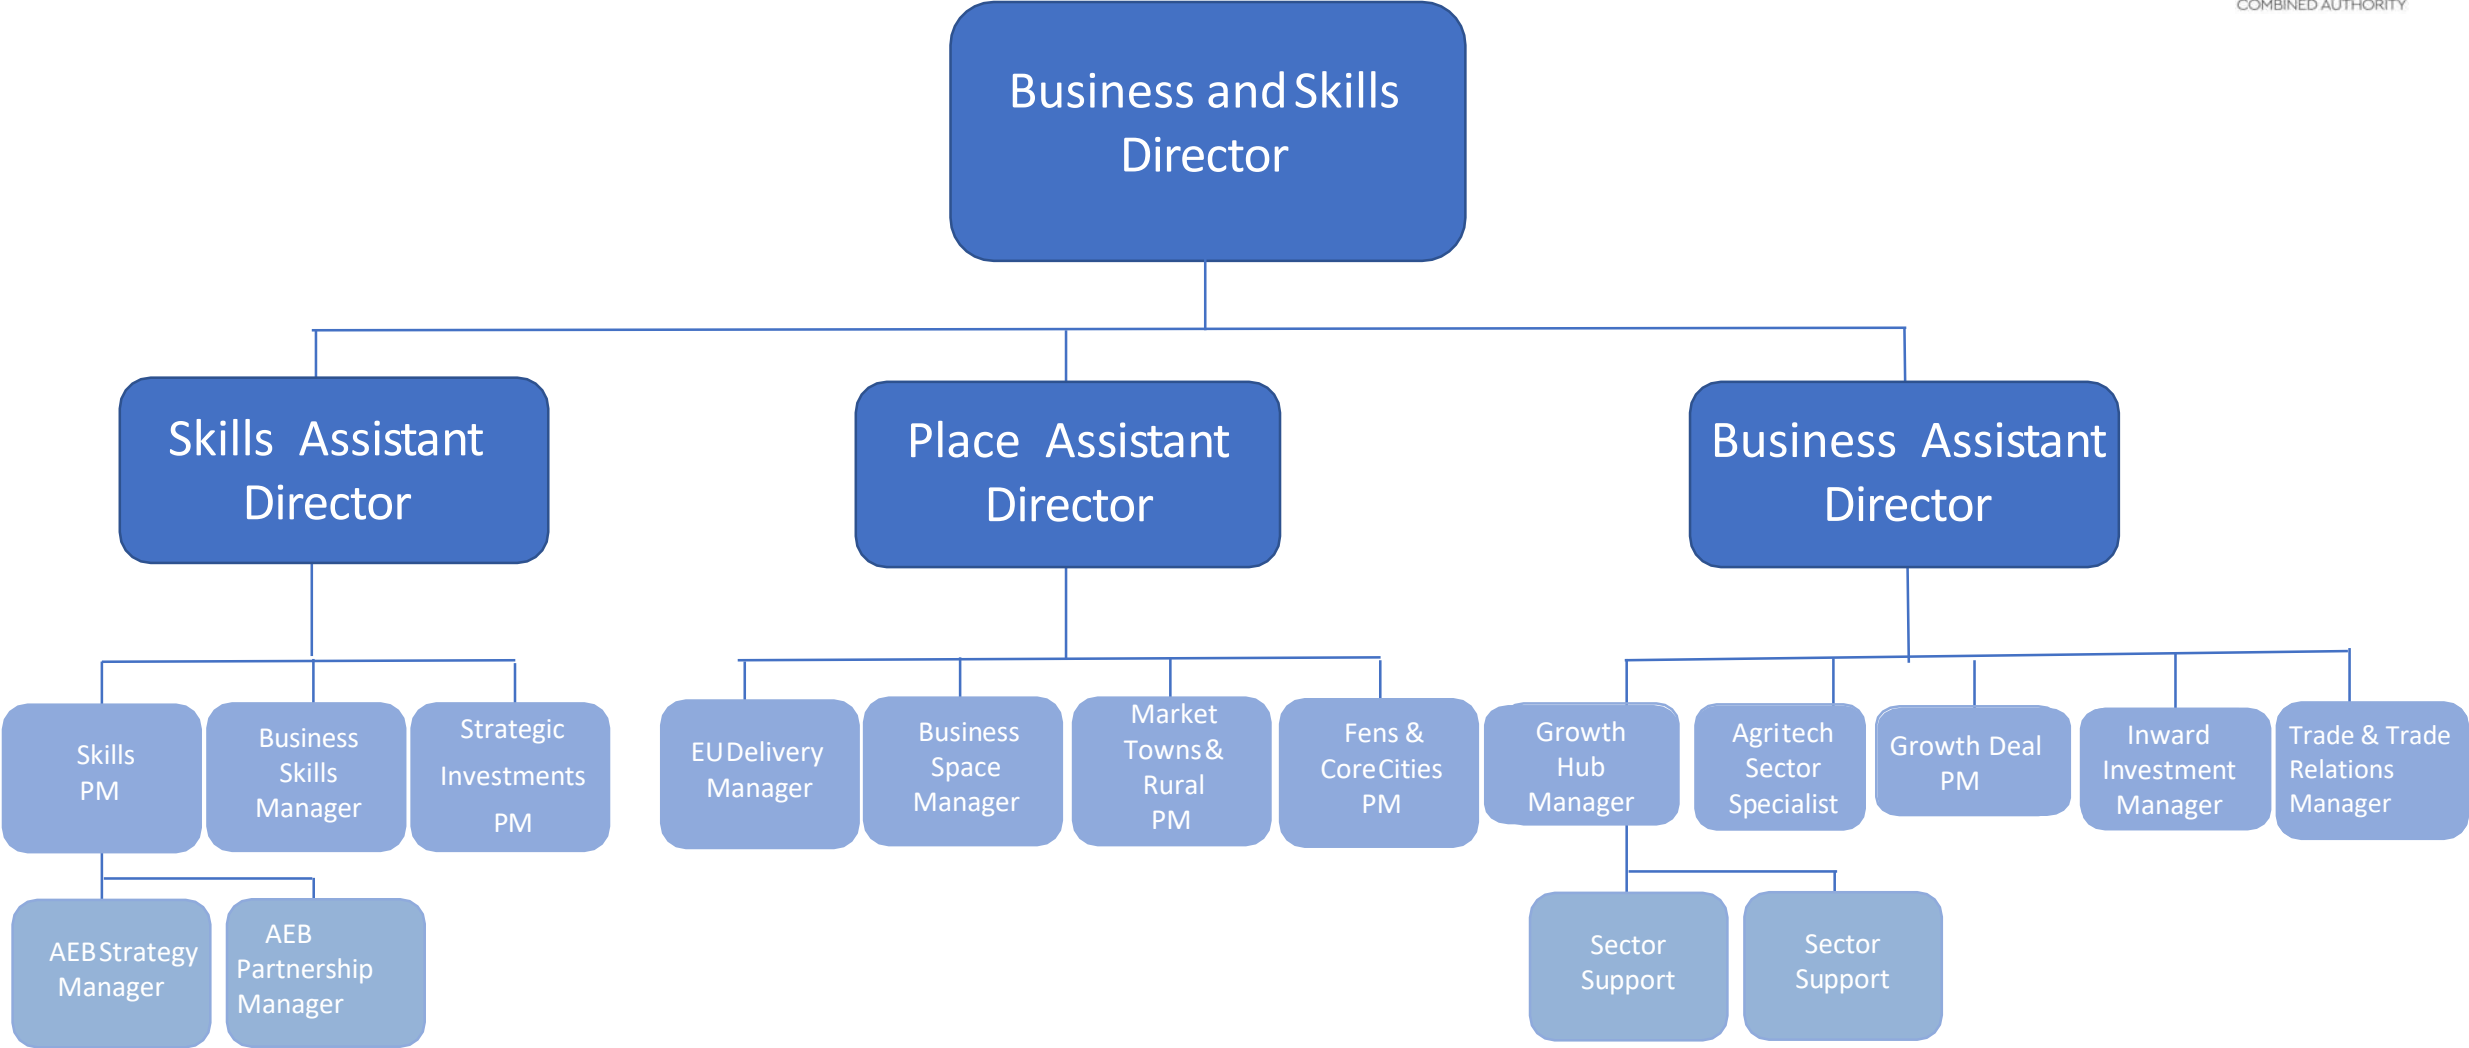 COMBINED AUTHORITY
Business and Skills
Director
Skills Assistant
Director
Place Assistant
Director
Business Assistant
Director
Skills
PM
Business
Skills
Manager
Strategic
Investments
PM
EU Delivery
Manager
Business
Space
Manager
Market
Towns &
Rural
PM
Fens &
Core Cities
PM
Growth
Hub
Manager
Agritech
Sector
Specialist
Growth Deal
PM
Inward
Investment
Manager
Trade & Trade
Relations
Manager
AEB Strategy
Manager
AEB
Partnership
Manager
Sector
Support
Sector
Support